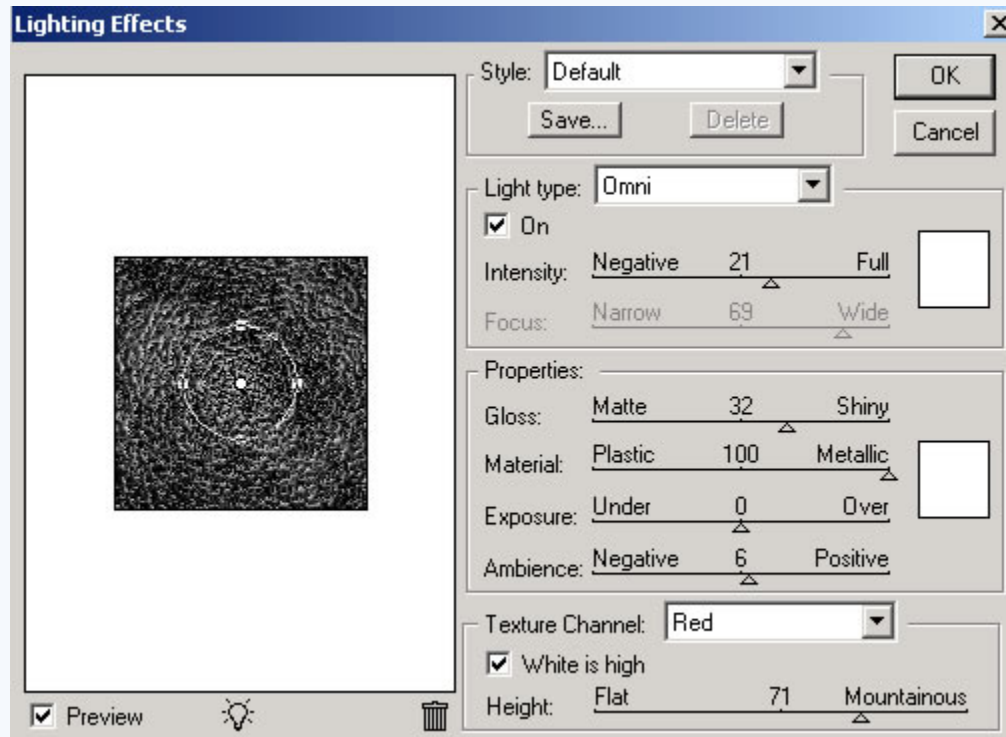 Lighting Effects
Style: Default
OK
Save... Delete
Cancel
Light type: Omni
On
Intensity: Negative 21 Full
Focus: Narrow 69 Wide
Properties:
Gloss: Matte 32 Shiny
Material: Plastic 100 Metallic
Exposure: Under 0 Over
Ambience: Negative 6 Positive
Texture Channel: Red
White is high
Height: Flat 71 Mountainous
Preview